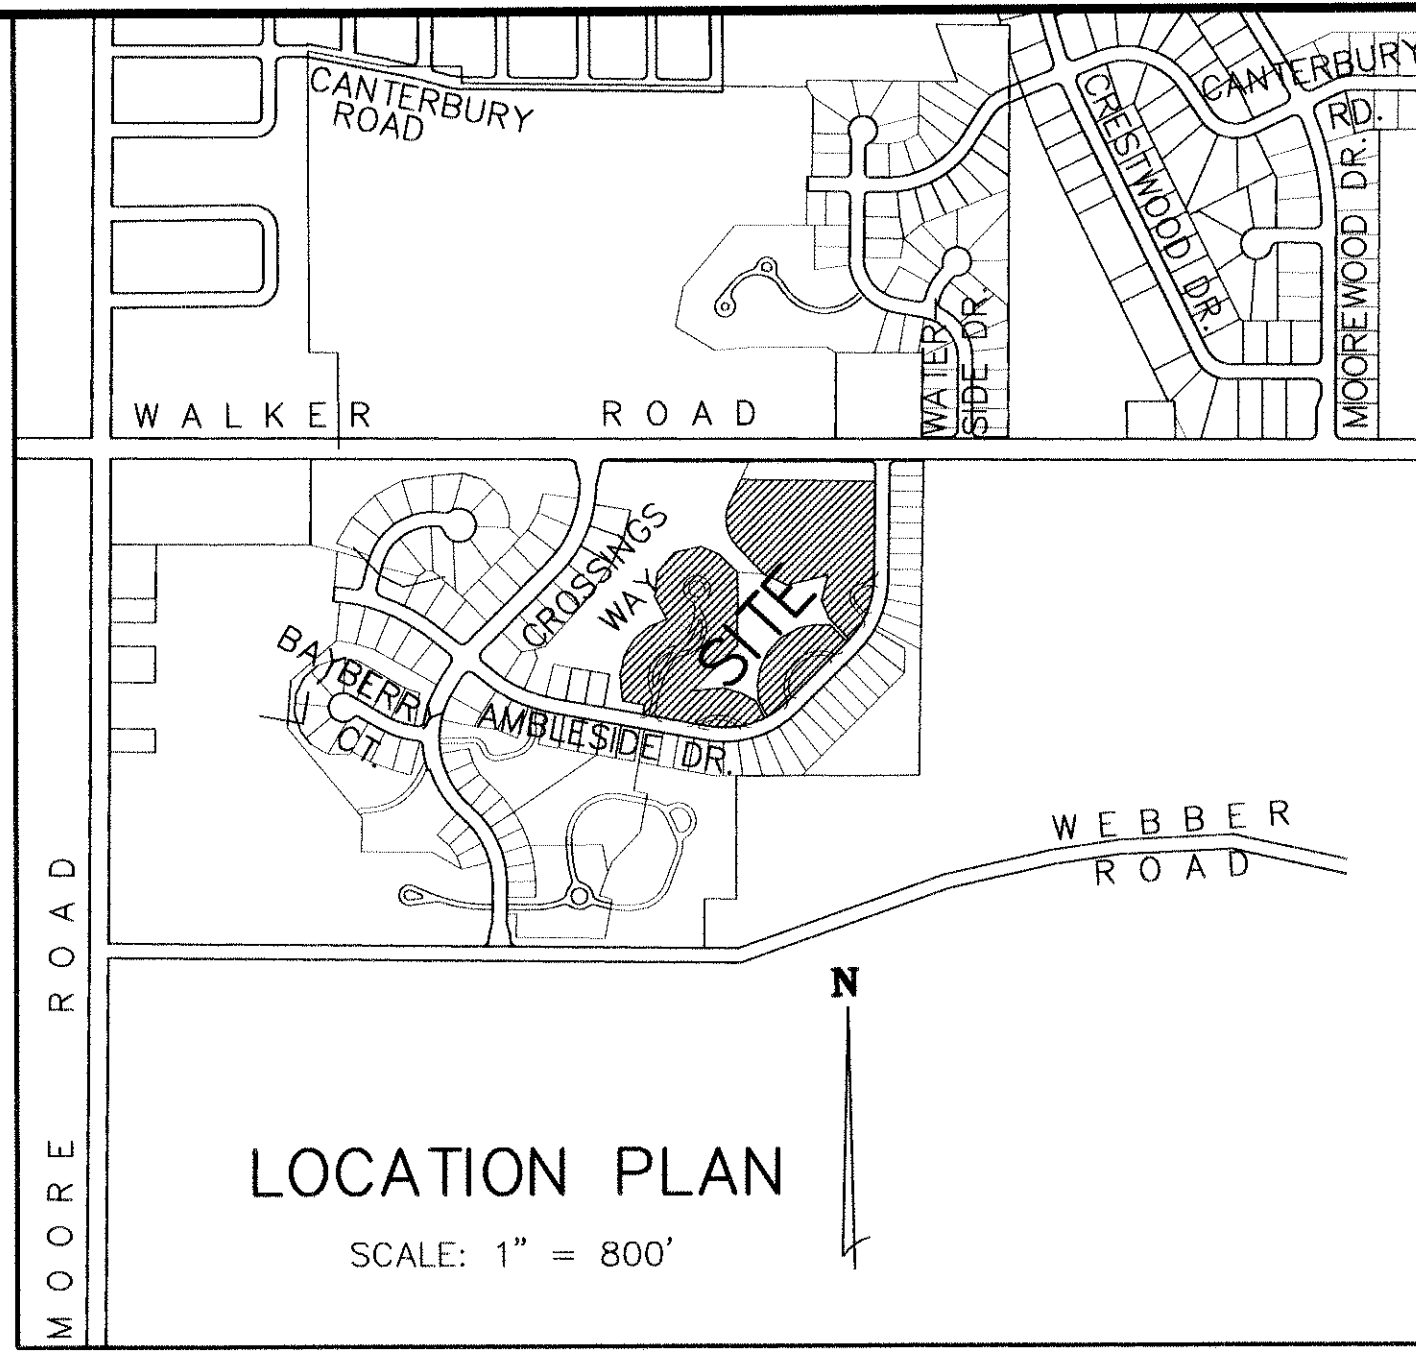 CANTERBURY
ROAD
CANTERBURY
RD.
CRESTWOOD DR.
MOOREWOOD DR.
WATER
SIDE DR.
WALKER ROAD
CROSSINGS
WAY
SITE
BAYBERRY
CT.
AMBLESIDE DR.
WEBBER
ROAD
MOORE ROAD
N
LOCATION PLAN
SCALE: 1" = 800'